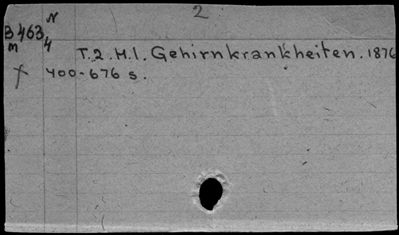 2
N
B 463,
m 4
T.2.H.1. Gehirnkrankheiten. 1876
400-676 s.